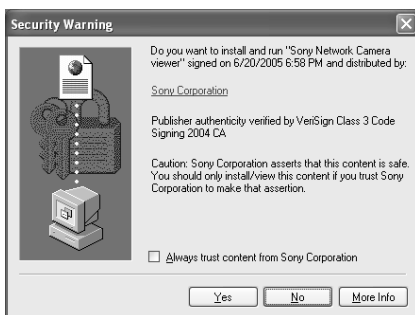 Security Warning
Do you want to install and run "Sony Network Camera
viewer" signed on 6/20/2005 6:58 PM and distributed by:
Sony Corporation
Publisher authenticity verified by VeriSign Class 3 Code
Signing 2004 CA
Caution: Sony Corporation asserts that this content is safe.
You should only install/view this content if you trust Sony
Corporation to make that assertion.
Always trust content from Sony Corporation
Yes No More Info